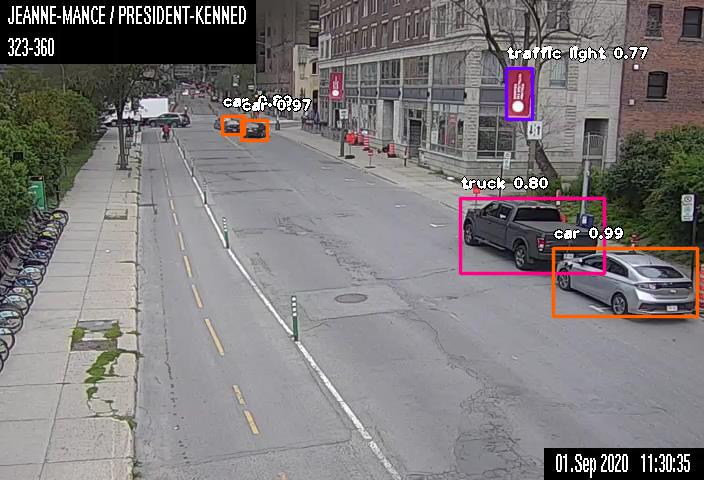 JEANNE-MANCE / PRESIDENT-KENNED
323-360
traffic light 0.77
car 0.97
truck 0.80
car 0.99
01.Sep 2020 11:30:35